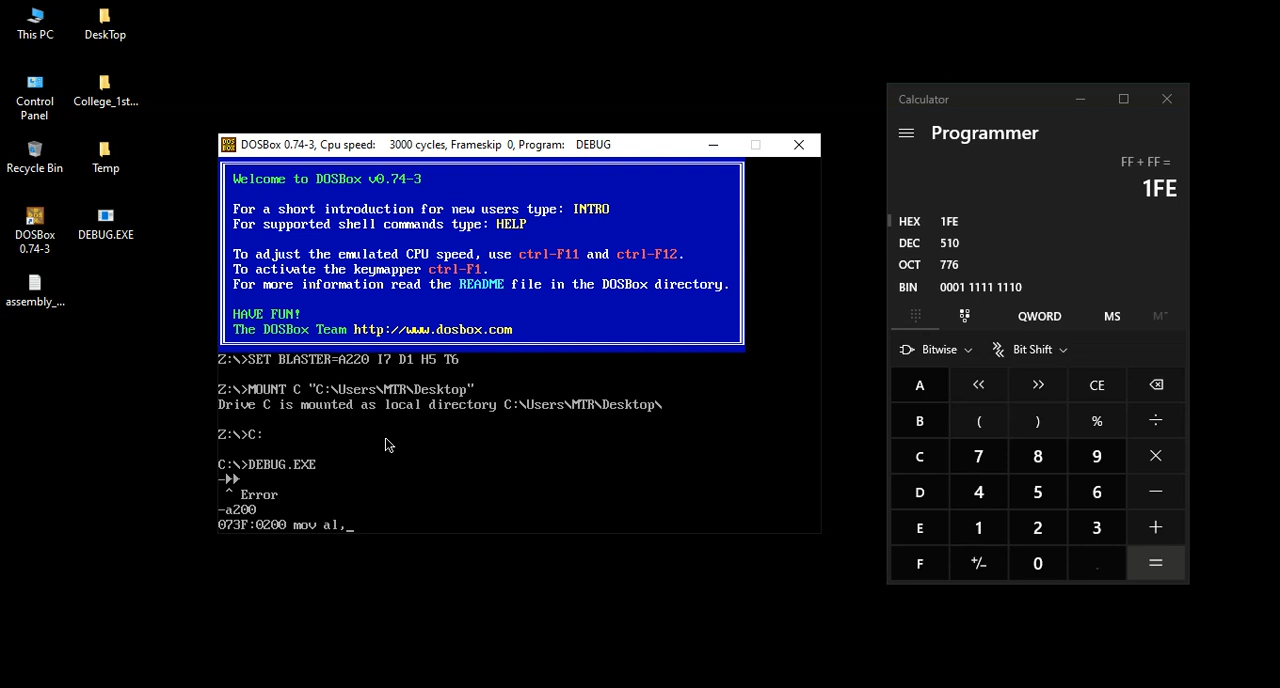 This PC
DeskTop
Control
Panel
College_1st...
Recycle Bin
Temp
DOSBox
0.74-3
DEBUG.EXE
assembly_...
DOSBox 0.74-3, Cpu speed: 3000 cycles, Frameskip 0, Program: DEBUG
Welcome to DOSBox v0.74-3
For a short introduction for new users type: INTRO
For supported shell commands type: HELP
To adjust the emulated CPU speed, use ctrl-F11 and ctrl-F12.
To activate the keymapper ctrl-F1.
For more information read the README file in the DOSBox directory.
HAVE FUN!
The DOSBox Team http://www.dosbox.com
Z:\>SET BLASTER=A220 I7 D1 H5 T6
Z:\>MOUNT C "C:\Users\MTR\Desktop"
Drive C is mounted as local directory C:\Users\MTR\Desktop\
Z:\>C:
C:\>DEBUG.EXE
-►►
^ Error
-a200
073F:0200 mov al,_
Calculator
Programmer
FF + FF =
1FE
HEX 1FE
DEC 510
OCT 776
BIN 0001 1111 1110
QWORD MS M˅
Bitwise Bit Shift
A << >> CE
B ( ) % ÷
C 7 8 9 ×
D 4 5 6 −
E 1 2 3 +
F +/- 0 . =